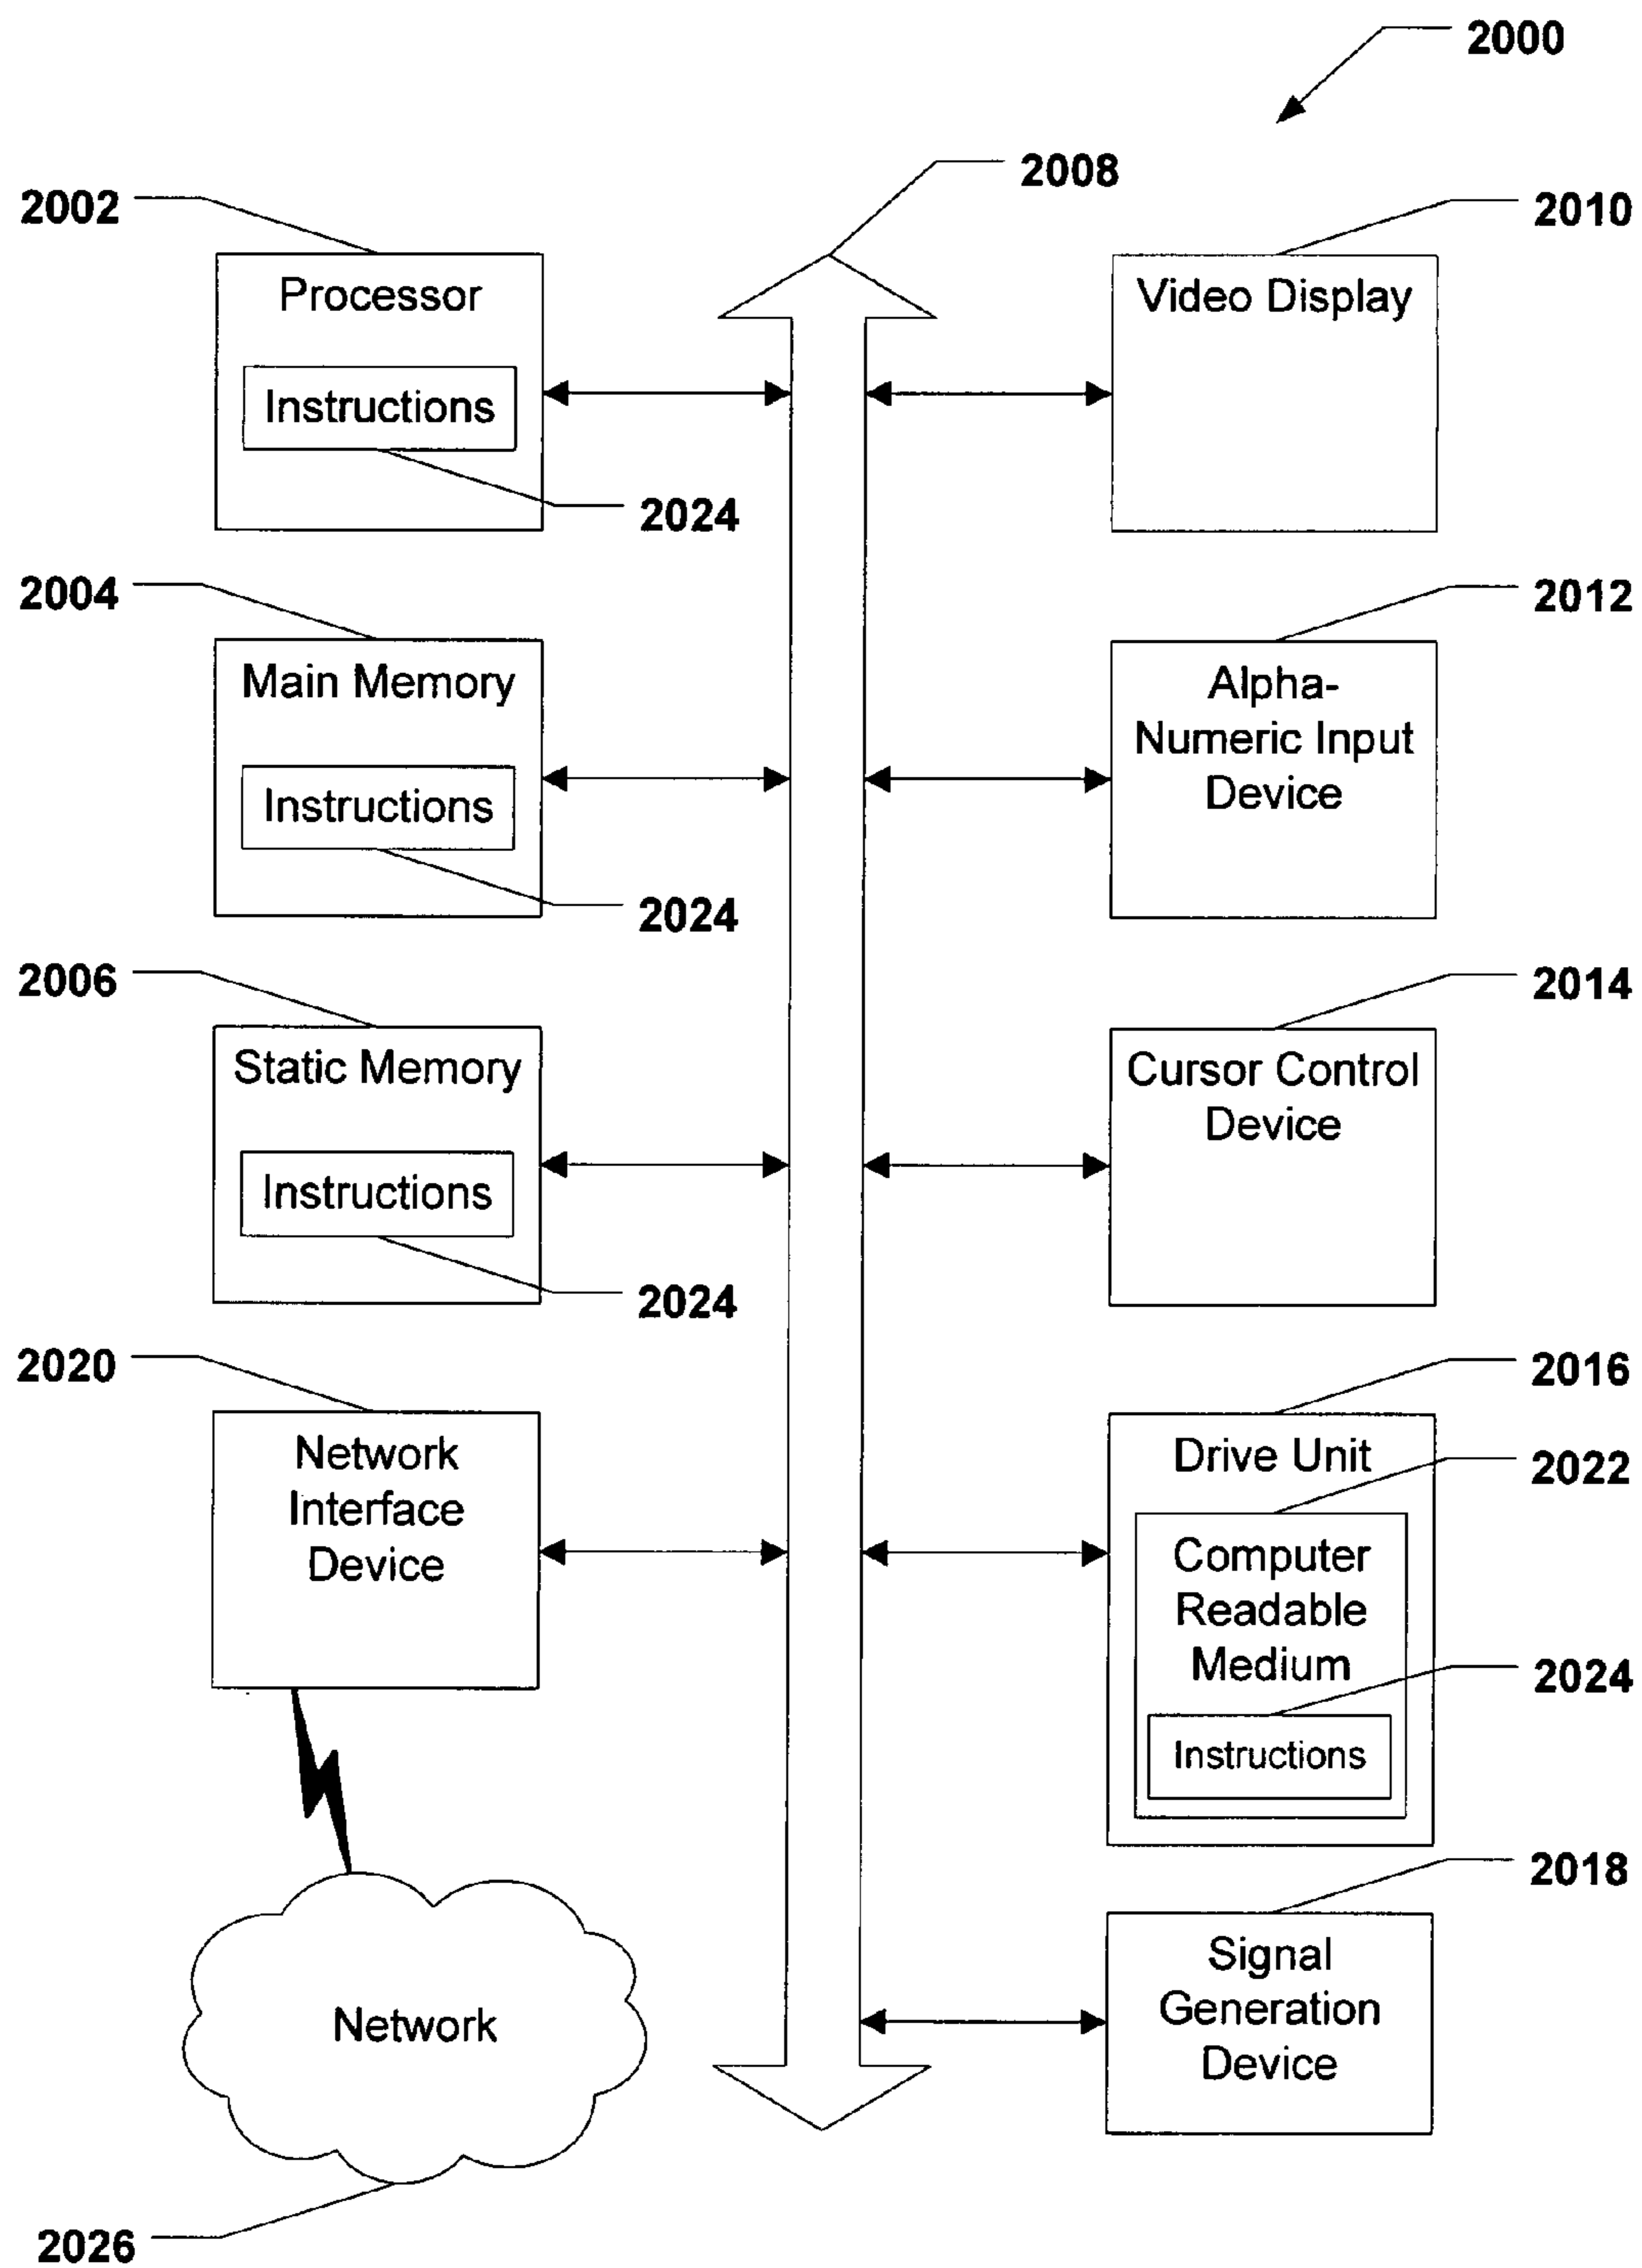 2000
2008
2002
Processor
Instructions
2024
2010
Video Display
2004
Main Memory
Instructions
2024
2012
Alpha-
Numeric Input
Device
2006
Static Memory
Instructions
2024
2014
Cursor Control
Device
2020
Network
Interface
Device
2016
Drive Unit
2022
Computer
Readable
Medium
2024
Instructions
2018
Signal
Generation
Device
Network
2026